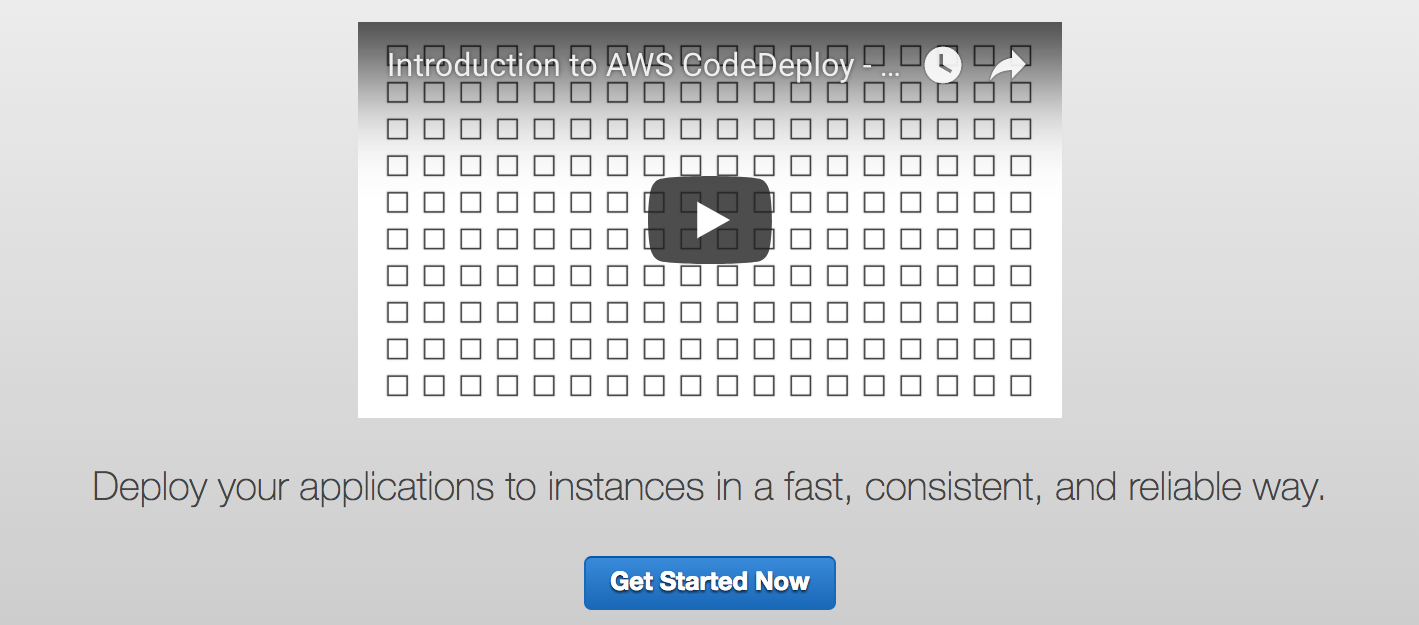 Introduction to AWS CodeDeploy - ...
Deploy your applications to instances in a fast, consistent, and reliable way.
Get Started Now